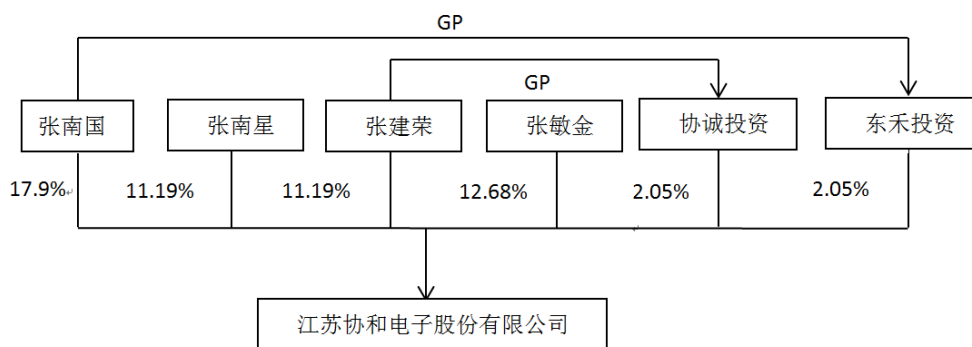 GP
GP
张南国
张南星
张建荣
张敏金
协诚投资
东禾投资
17.9%
11.19%
11.19%
12.68%
2.05%
2.05%
江苏协和电子股份有限公司